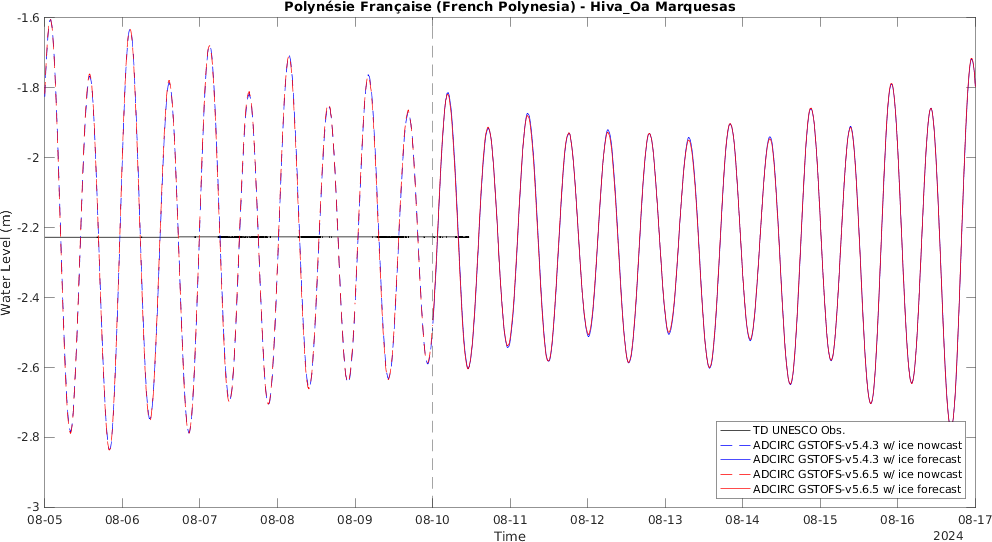 Polynésie Française (French Polynesia) - Hiva_Oa Marquesas
-1.6
-1.8
-2
-2.2
-2.4
-2.6
-2.8
-3
Water Level (m)
TD UNESCO Obs.
ADCIRC GSTOFS-v5.4.3 w/ ice nowcast
ADCIRC GSTOFS-v5.4.3 w/ ice forecast
ADCIRC GSTOFS-v5.6.5 w/ ice nowcast
ADCIRC GSTOFS-v5.6.5 w/ ice forecast
08-05 08-06 08-07 08-08 08-09 08-10 08-11 08-12 08-13 08-14 08-15 08-16 08-17
Time
2024